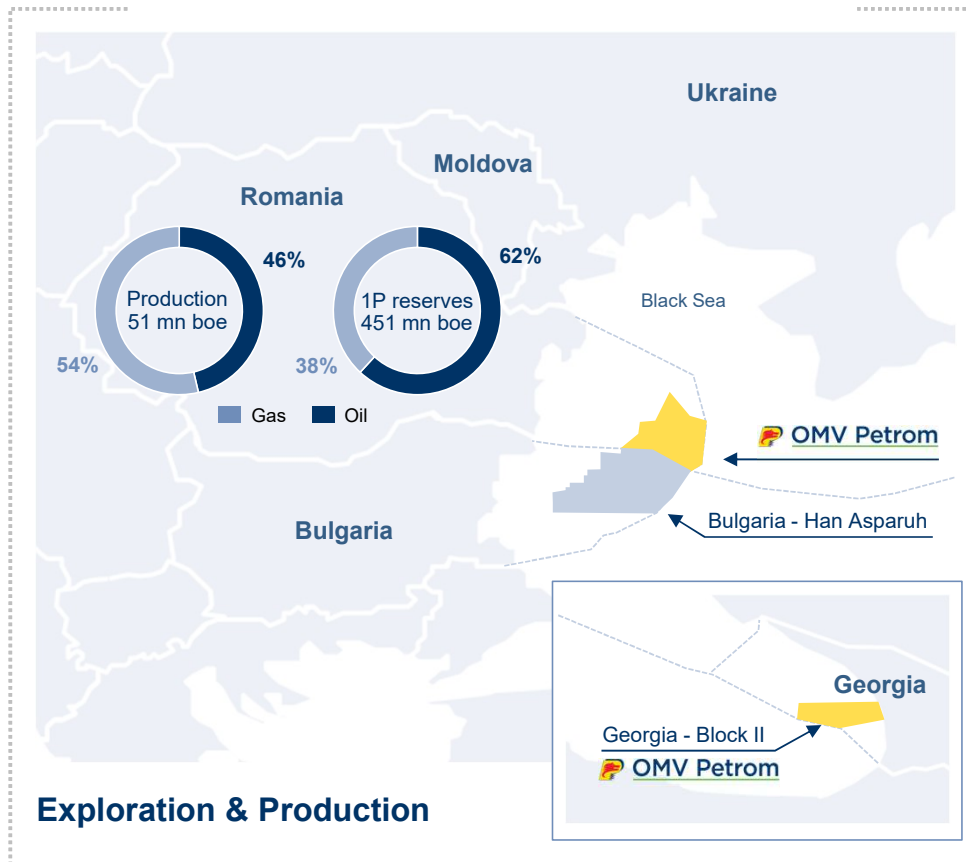 Ukraine
Moldova
Romania
46%
62%
Production
51 mn boe
1P reserves
451 mn boe
Black Sea
54%
38%
Gas
Oil
OMV Petrom
Bulgaria - Han Asparuh
Bulgaria
Georgia
Georgia - Block II
OMV Petrom
Exploration & Production